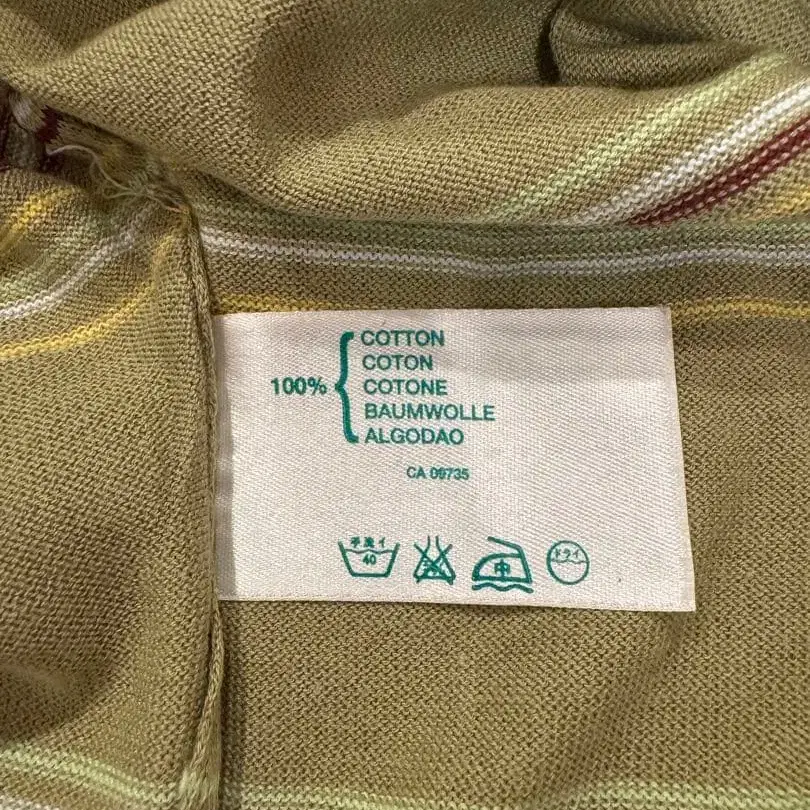 100%
COTTON
COTON
COTONE
BAUMWOLLE
ALGODAO
CA 09735
手洗イ
40
中
ドライ